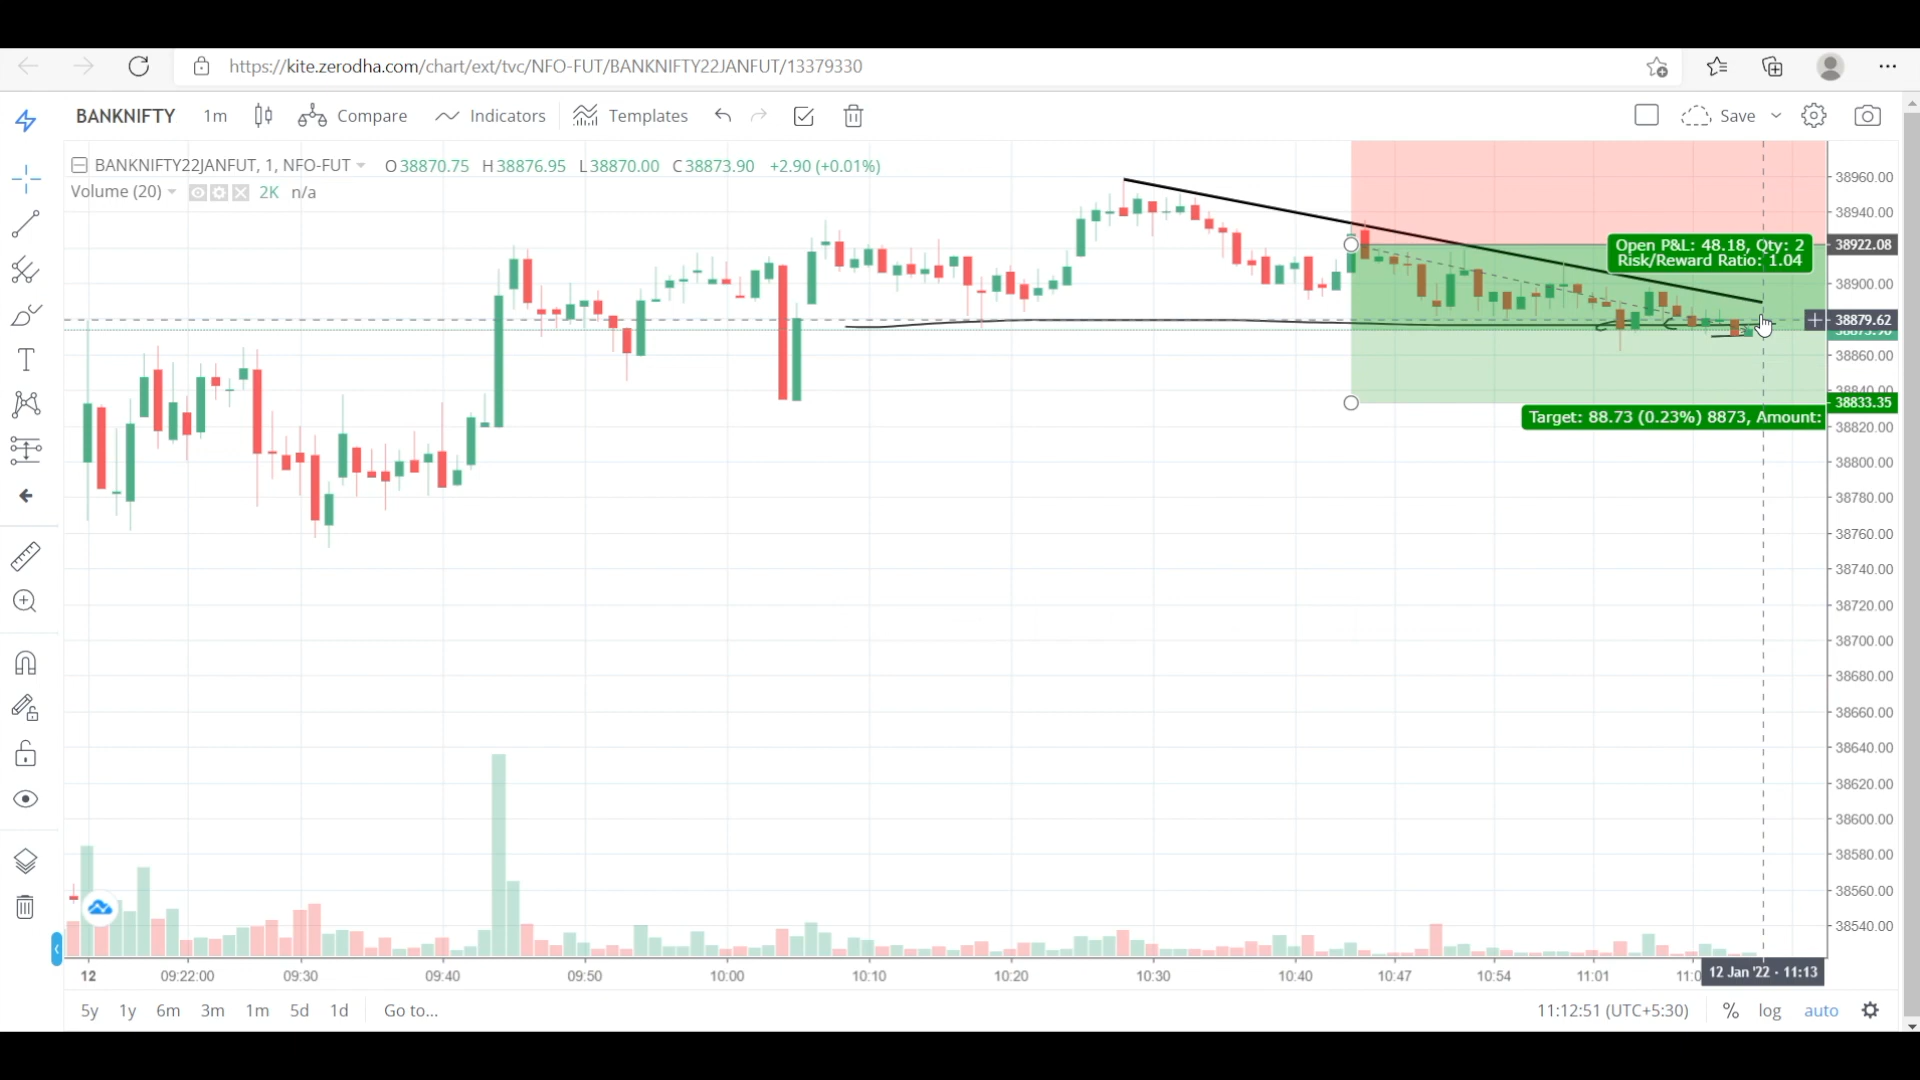 https://kite.zerodha.com/chart/ext/tvc/NFO-FUT/BANKNIFTY22JANFUT/13379330
BANKNIFTY 1m Compare Indicators Templates Save
BANKNIFTY22JANFUT, 1, NFO-FUT O38870.75 H38876.95 L38870.00 C38873.90 +2.90 (+0.01%)
Volume (20) 2K n/a
38960.00
38940.00
Open P&L: 48.18, Qty: 2
Risk/Reward Ratio: 1.04
38922.08
38900.00
38879.62
38860.00
38840.00
38833.35
Target: 88.73 (0.23%) 8873, Amount:
38820.00
38800.00
38780.00
38760.00
38740.00
38720.00
38700.00
38680.00
38660.00
38640.00
38620.00
38600.00
38580.00
38560.00
38540.00
12 09:22:00 09:30 09:40 09:50 10:00 10:10 10:20 10:30 10:40 10:47 10:54 11:01 12 Jan '22 - 11:13
5y 1y 6m 3m 1m 5d 1d Go to... 11:12:51 (UTC+5:30) % log auto